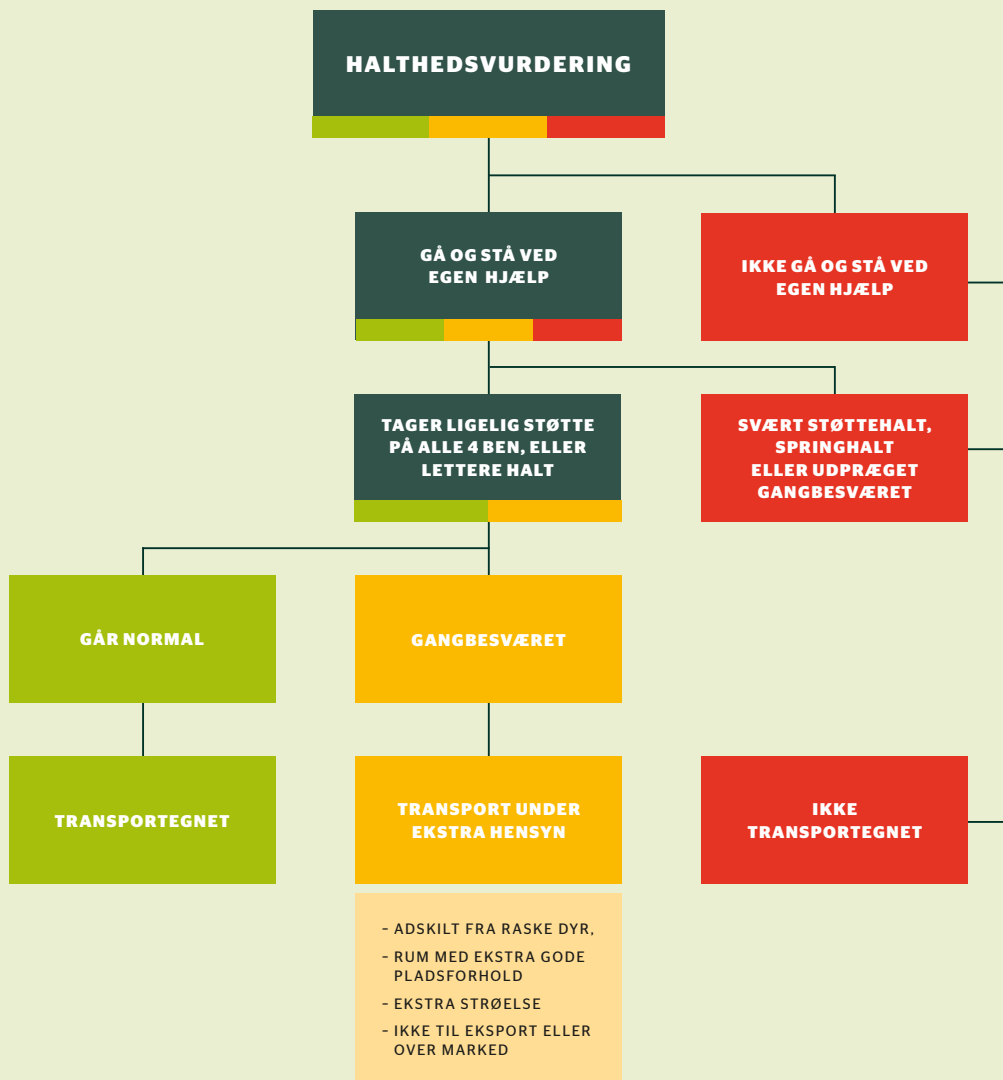 HALTHEDSVURDERING
GÅ OG STÅ VED
EGEN HJÆLP
IKKE GÅ OG STÅ VED
EGEN HJÆLP
TAGER LIGELIG STØTTE
PÅ ALLE 4 BEN, ELLER
LETTERE HALT
SVÆRT STØTTEHALT,
SPRINGHALT
ELLER UDPRÆGET
GANGBESVÆRET
GÅR NORMAL
GANGBESVÆRET
TRANSPORTEGNET
TRANSPORT UNDER
EKSTRA HENSYN
IKKE
TRANSPORTEGNET
- ADSKILT FRA RASKE DYR,
- RUM MED EKSTRA GODE
PLADSFORHOLD
- EKSTRA STRØELSE
- IKKE TIL EKSPORT ELLER
OVER MARKED